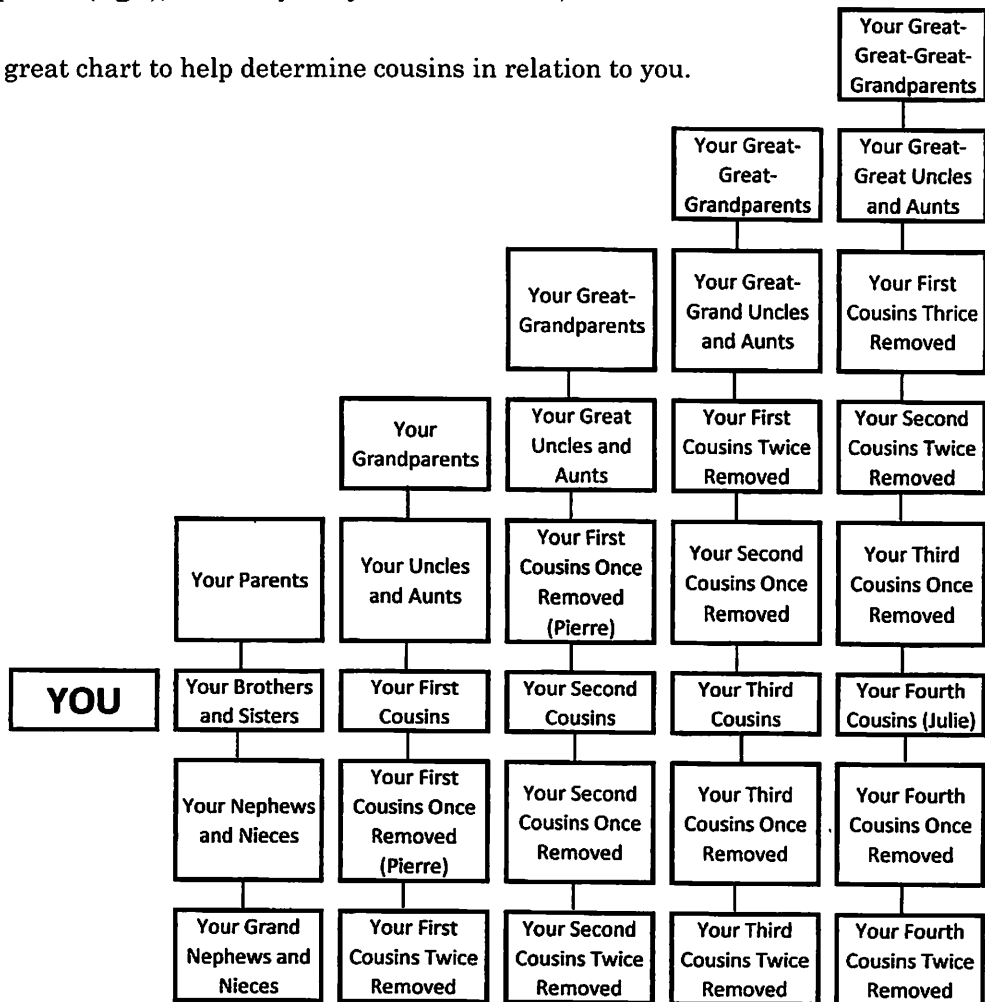 great chart to help determine cousins in relation to you.
Your Great-
Great-Great-
Grandparents
Your Great-
Great-
Grandparents
Your Great-
Great Uncles
and Aunts
Your Great-
Grandparents
Your Great-
Grand Uncles
and Aunts
Your First
Cousins Thrice
Removed
Your
Grandparents
Your Great
Uncles and
Aunts
Your First
Cousins Twice
Removed
Your Second
Cousins Twice
Removed
Your Parents
Your Uncles
and Aunts
Your First
Cousins Once
Removed
(Pierre)
Your Second
Cousins Once
Removed
Your Third
Cousins Once
Removed
YOU
Your Brothers
and Sisters
Your First
Cousins
Your Second
Cousins
Your Third
Cousins
Your Fourth
Cousins (Julie)
Your Nephews
and Nieces
Your First
Cousins Once
Removed
(Pierre)
Your Second
Cousins Once
Removed
Your Third
Cousins Once
Removed
Your Fourth
Cousins Once
Removed
Your Grand
Nephews and
Nieces
Your First
Cousins Twice
Removed
Your Second
Cousins Twice
Removed
Your Third
Cousins Twice
Removed
Your Fourth
Cousins Twice
Removed